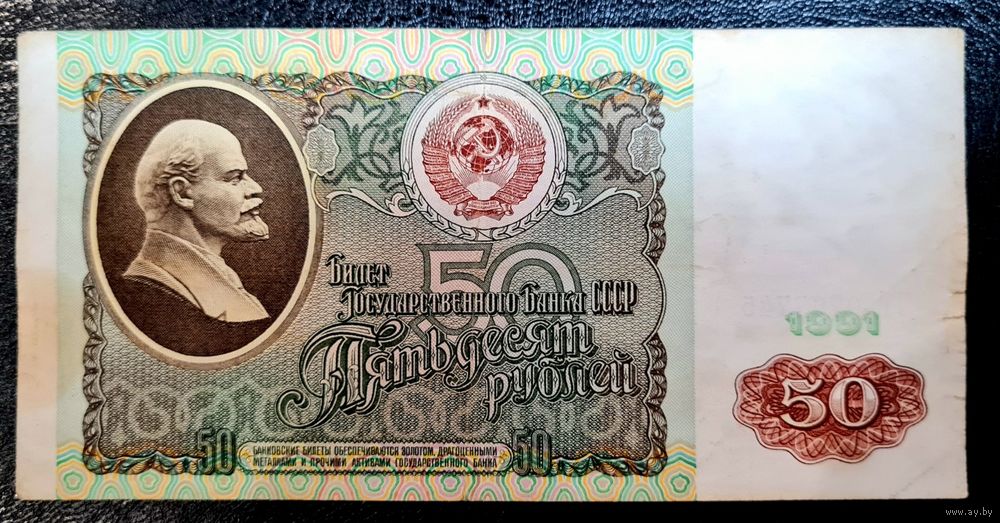 Билет
Государственного Банка СССР
50
Пятьдесят
рублей
1991
50
50
БАНКОВСКИЕ БИЛЕТЫ ОБЕСПЕЧИВАЮТСЯ ЗОЛОТОМ, ДРАГОЦЕННЫМИ
МЕТАЛЛАМИ И ПРОЧИМИ АКТИВАМИ ГОСУДАРСТВЕННОГО БАНКА
50
www.ay.by